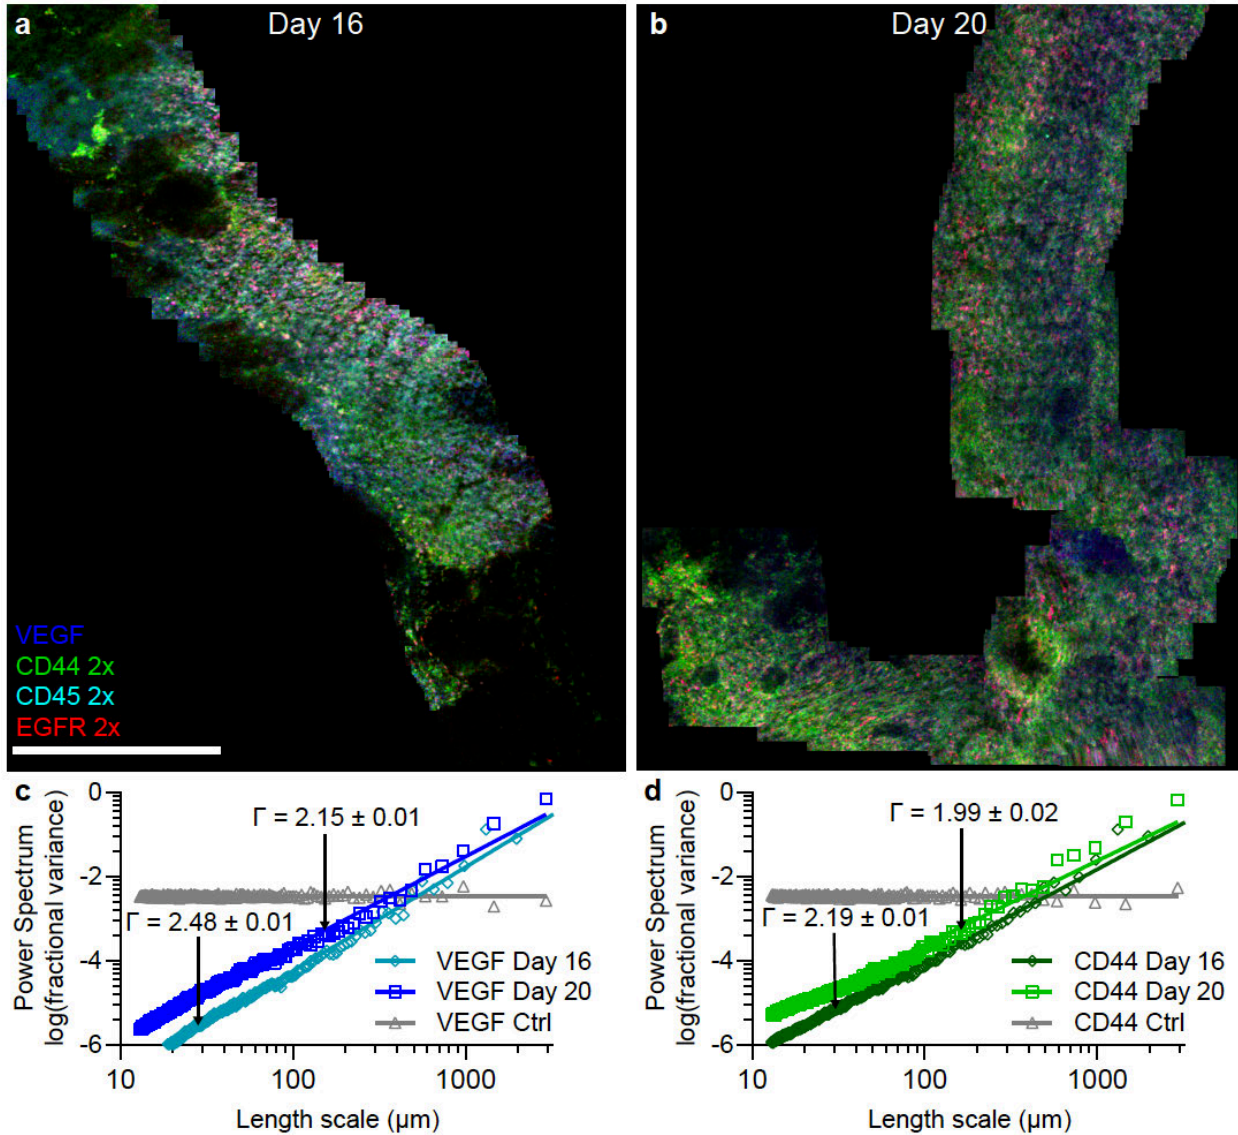 a
Day 16
b
Day 20
VEGF
CD44 2x
CD45 2x
EGFR 2x
c
Power Spectrum
log(fractional variance)
0
-2
-4
-6
Γ = 2.15 ± 0.01
Γ = 2.48 ± 0.01
VEGF Day 16
VEGF Day 20
VEGF Ctrl
10
100
1000
Length scale (µm)
d
Power Spectrum
log(fractional variance)
0
-2
-4
-6
Γ = 1.99 ± 0.02
Γ = 2.19 ± 0.01
CD44 Day 16
CD44 Day 20
CD44 Ctrl
10
100
1000
Length scale (µm)